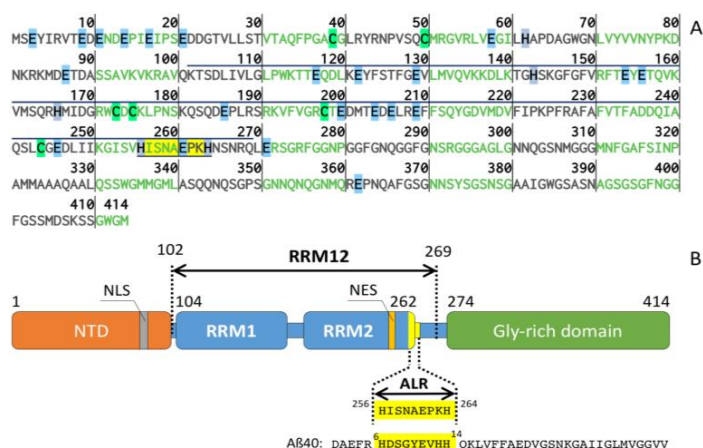 10 20 30 40 50 60 70 80
A
MSEYIRVTEDENDEPIEIPSEDDGTVLLSTVTAQFPGACGLRYRNPVSQCMRGVRLVEGILHAPDAGWGNLVYVVNYPKD
90 100 110 120 130 140 150 160
NKRKMDETDASSAVKVKRAVQKTSDLIVLGLPWKTTEQDLKEYFSTFGEVLMVQVKKDLKTGHSKGFGFVRFTEYETQVK
170 180 190 200 210 220 230 240
VMSQRHMIDGRWCDCKLPNSKQSQDEPLRSRKVFVGRCTEDMTEDELREFFSQYGDVMDVFIPKPFRAFAFVTFADDQIA
250 260 270 280 290 300 310 320
QSLCGEDLIIKGISVHISNAEPKHNSNRQLERSGRFGGNPGGFGNQGGFGNSRGGGAGLGNNQGSNMGGGMNFGAFSINP
330 340 350 360 370 380 390 400
AMMAAAQAALQSSWGMMGMLASQQNQSGPSGNNQNQGNMQREPNQAFGSGNNSYSGSNSGAAIGWGSASNAGSGSGFNGG
410 414
FGSSMDSKSSGWGM
B
102 RRM12 269
1 NLS 104 NES 262 274 414
NTD RRM1 RRM2 Gly-rich domain
256 ALR 264
HISNAEPKH
6 14
Aß40: DAEFR HDSGYEVHH QKLVFFAEDVGSNKGAIIGLMVGGVV